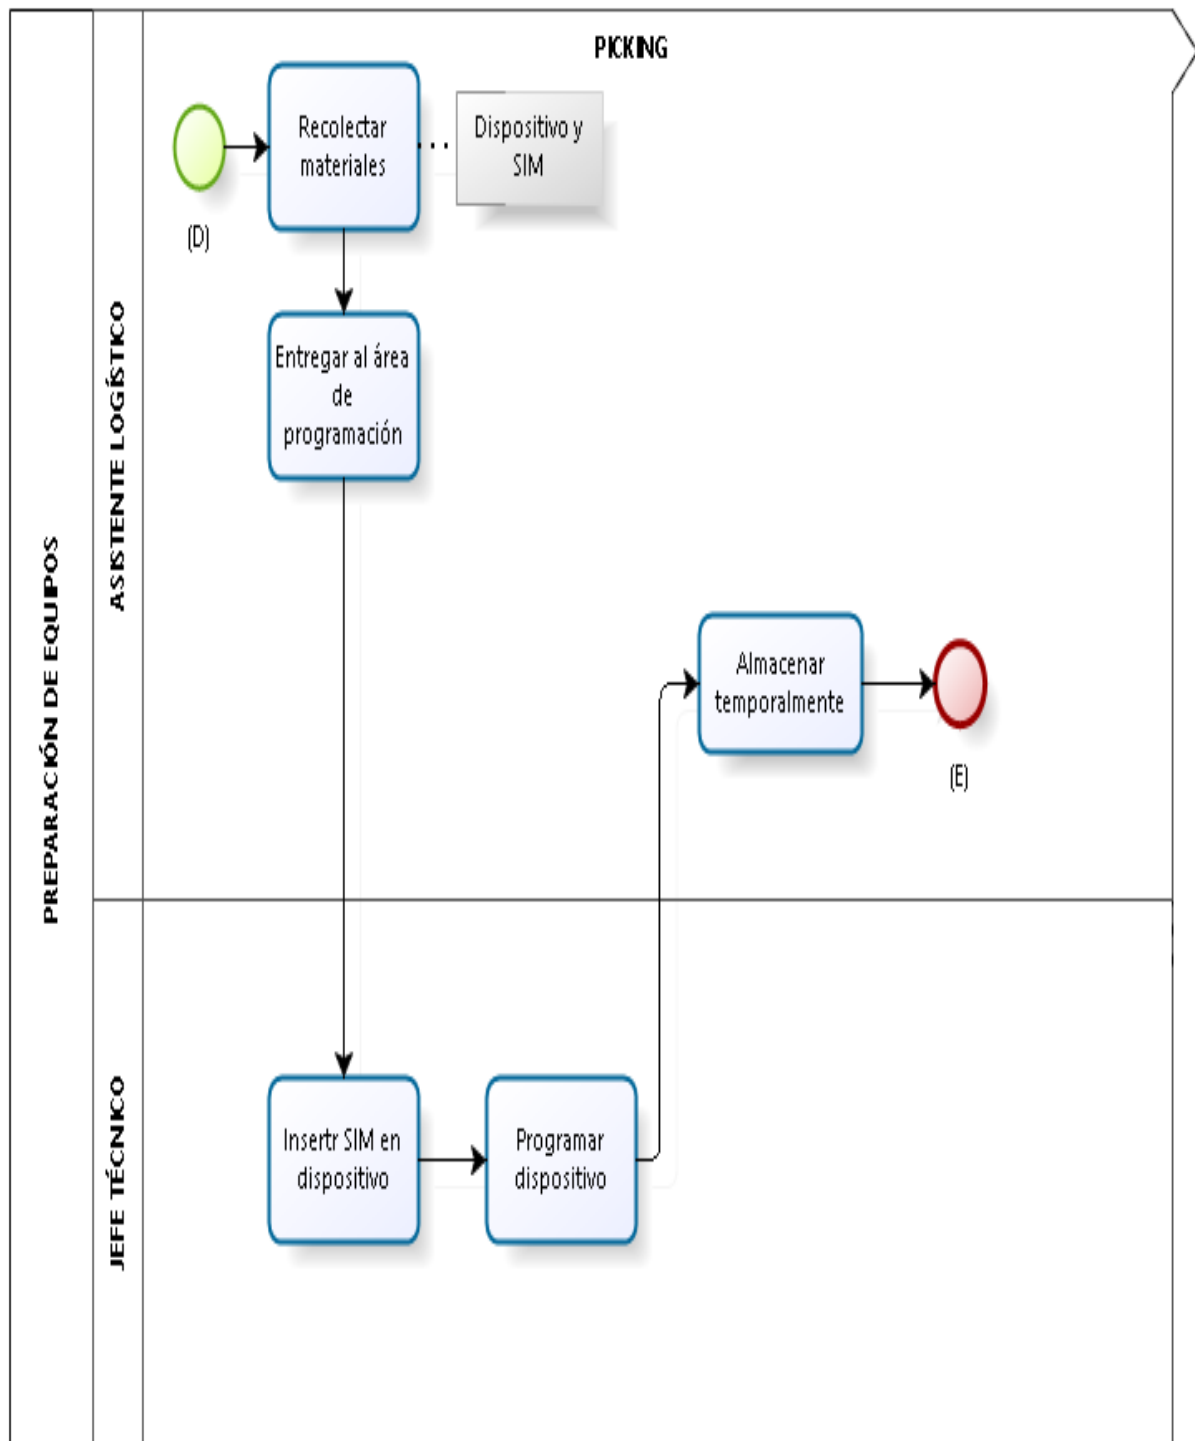 PICKING
PREPARACIÓN DE EQUIPOS
ASISTENTE LOGÍSTICO
Recolectar
materiales
Dispositivo y
SIM
(D)
Entregar al área
de
programación
Almacenar
temporalmente
(E)
JEFE TÉCNICO
Insertr SIM en
dispositivo
Programar
dispositivo